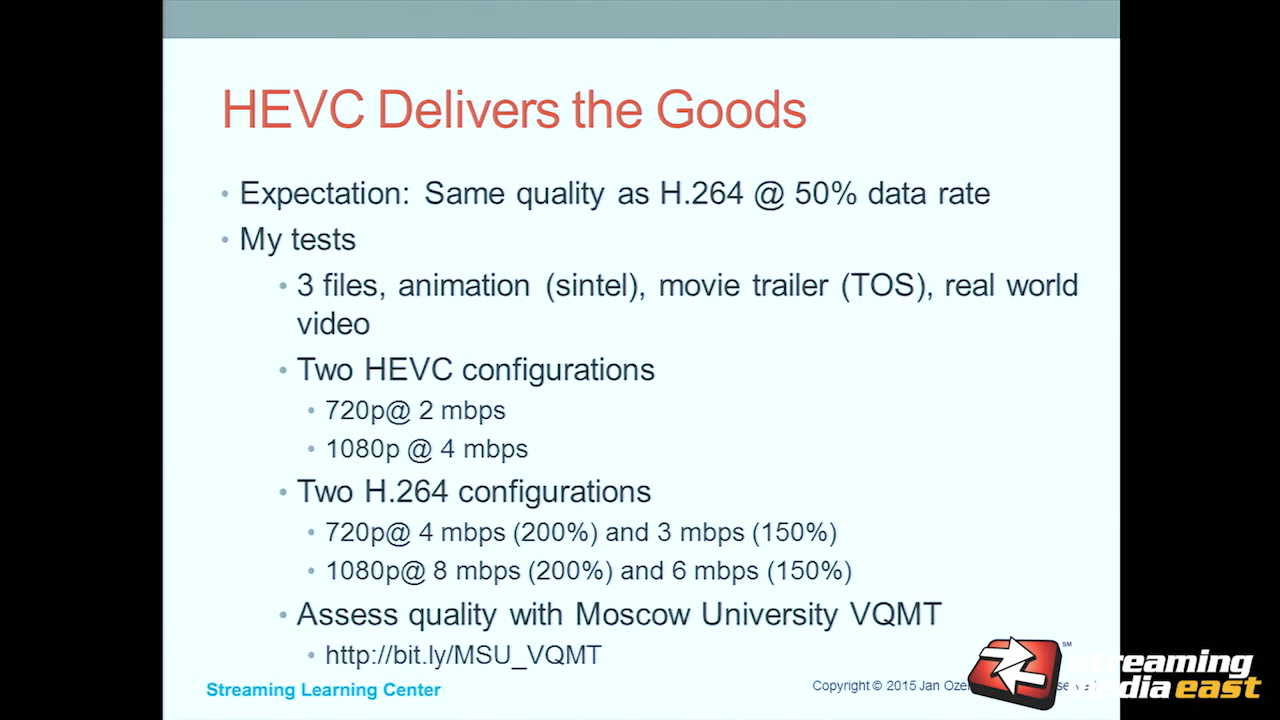 HEVC Delivers the Goods
• Expectation: Same quality as H.264 @ 50% data rate
• My tests
• 3 files, animation (sintel), movie trailer (TOS), real world
video
• Two HEVC configurations
• 720p@ 2 mbps
• 1080p @ 4 mbps
• Two H.264 configurations
• 720p@ 4 mbps (200%) and 3 mbps (150%)
• 1080p@ 8 mbps (200%) and 6 mbps (150%)
• Assess quality with Moscow University VQMT
• http://bit.ly/MSU_VQMT
Streaming Learning Center
Copyright © 2015 Jan
SM
streaming
media east